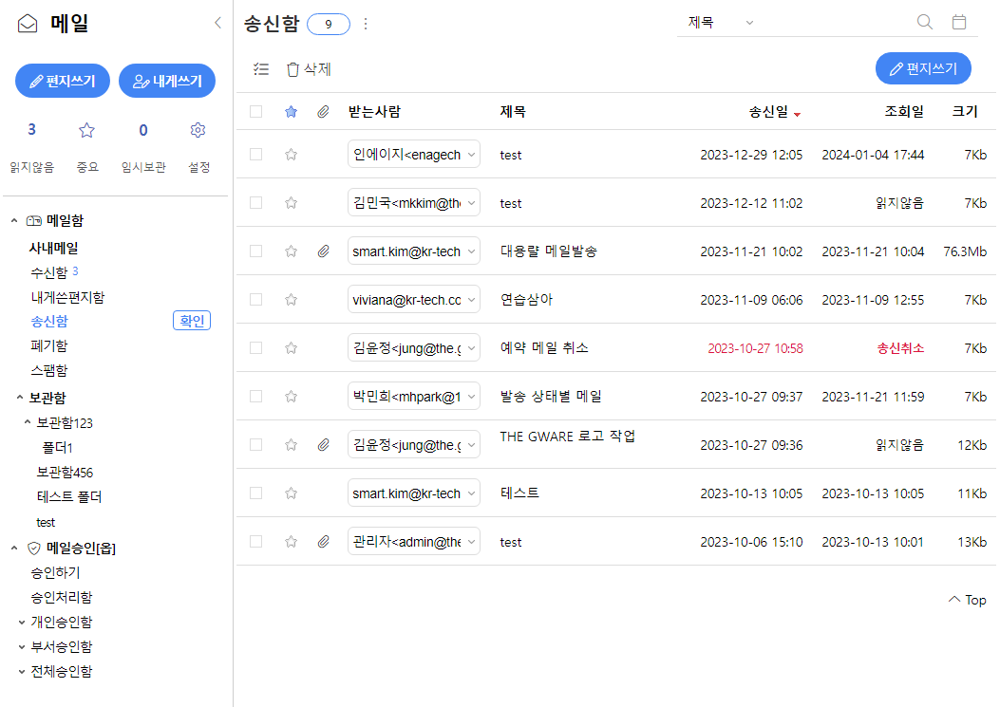 메일
편지쓰기 내게쓰기
3 0
읽지않음 중요 임시보관 설정
메일함
사내메일
수신함 3
내게쓴편지함
송신함 확인
폐기함
스팸함
보관함
보관함123
폴더1
보관함456
테스트 폴더
test
메일승인[옵]
승인하기
승인처리함
개인승인함
부서승인함
전체승인함
송신함 9
제목
삭제 편지쓰기
받는사람 제목 송신일 조회일 크기
인에이지<enagech test 2023-12-29 12:05 2024-01-04 17:44 7Kb
김민국<mkkim@the test 2023-12-12 11:02 읽지않음 7Kb
smart.kim@kr-tech 대용량 메일발송 2023-11-21 10:02 2023-11-21 10:04 76.3Mb
viviana@kr-tech.co 연습삼아 2023-11-09 06:06 2023-11-09 12:55 7Kb
김윤정<jung@the.g 예약 메일 취소 2023-10-27 10:58 송신취소 7Kb
박민희<mhpark@1 발송 상태별 메일 2023-10-27 09:37 2023-11-21 11:59 7Kb
김윤정<jung@the.g THE GWARE 로고 작업 2023-10-27 09:36 읽지않음 12Kb
smart.kim@kr-tech 테스트 2023-10-13 10:05 2023-10-13 10:05 11Kb
관리자<admin@the test 2023-10-06 15:10 2023-10-13 10:01 13Kb
Top